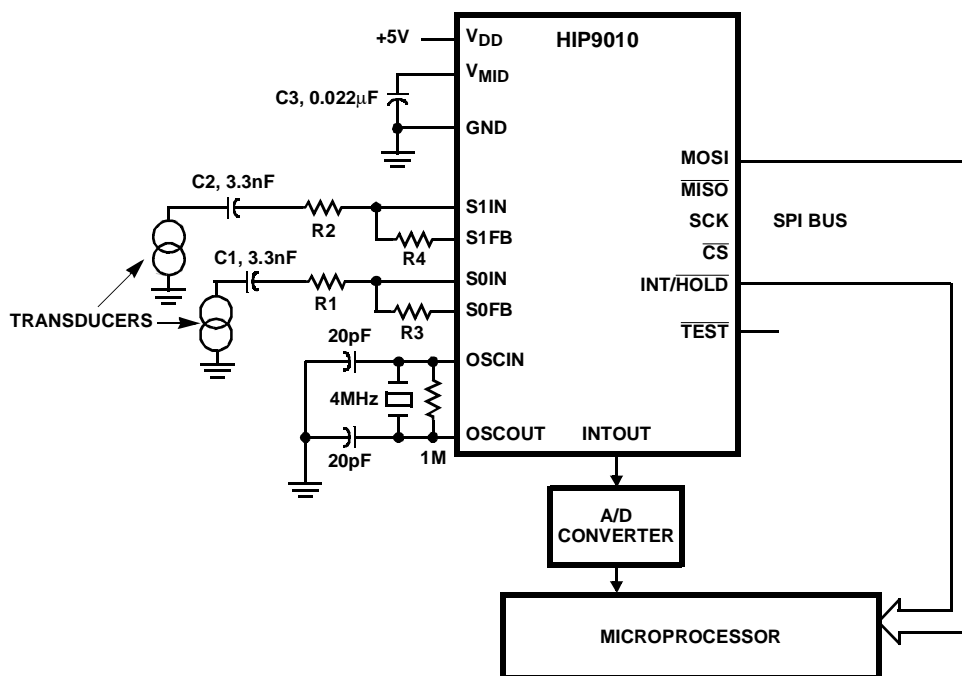 HIP9010
+5V
VDD
VMID
C3, 0.022μF
GND
MOSI
MISO
SCK
SPI BUS
CS
INT/HOLD
TEST
C2, 3.3nF
R2
S1IN
S1FB
R4
C1, 3.3nF
R1
S0IN
S0FB
R3
TRANSDUCERS
20pF
OSCIN
4MHz
OSCOUT
INTOUT
20pF
1M
A/D
CONVERTER
MICROPROCESSOR